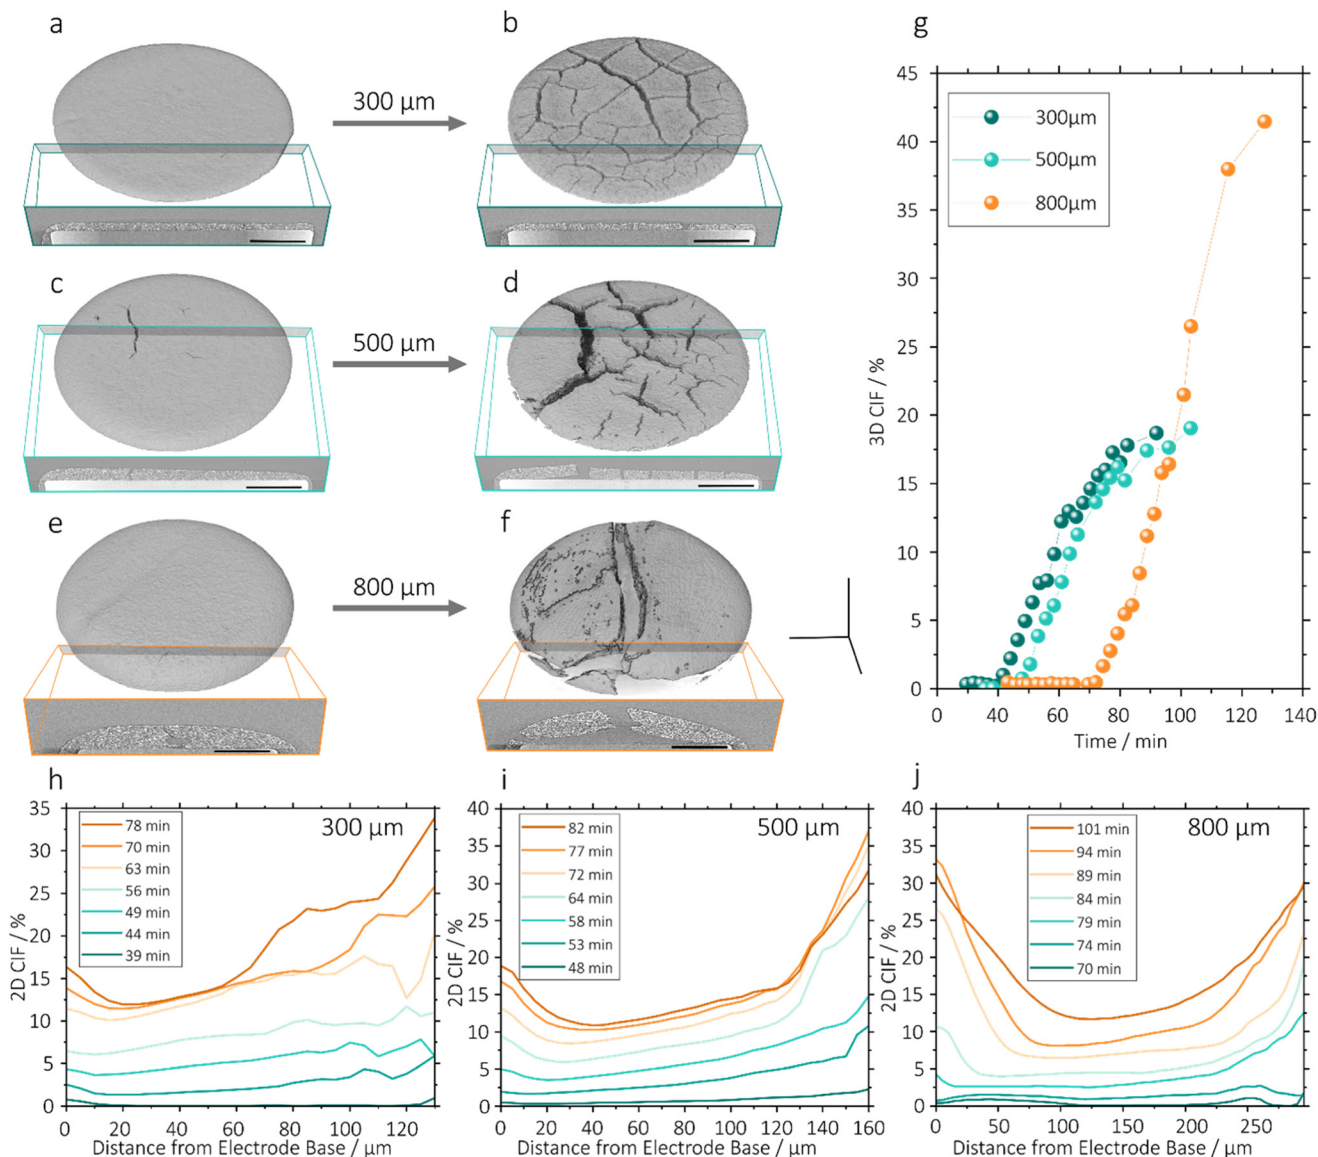 a
b
300 μm
c
d
500 μm
e
f
800 μm
g
45
40
35
30
25
20
15
10
5
0
3D CIF / %
300μm
500μm
800μm
0 20 40 60 80 100 120 140
Time / min
h
35
30
25
20
15
10
5
0
2D CIF / %
78 min
70 min
63 min
56 min
49 min
44 min
39 min
300 μm
0 20 40 60 80 100 120
Distance from Electrode Base / μm
i
40
35
30
25
20
15
10
5
0
2D CIF / %
82 min
77 min
72 min
64 min
58 min
53 min
48 min
500 μm
0 20 40 60 80 100 120 140 160
Distance from Electrode Base / μm
j
40
35
30
25
20
15
10
5
0
2D CIF / %
101 min
94 min
89 min
84 min
79 min
74 min
70 min
800 μm
0 50 100 150 200 250
Distance from Electrode Base / μm